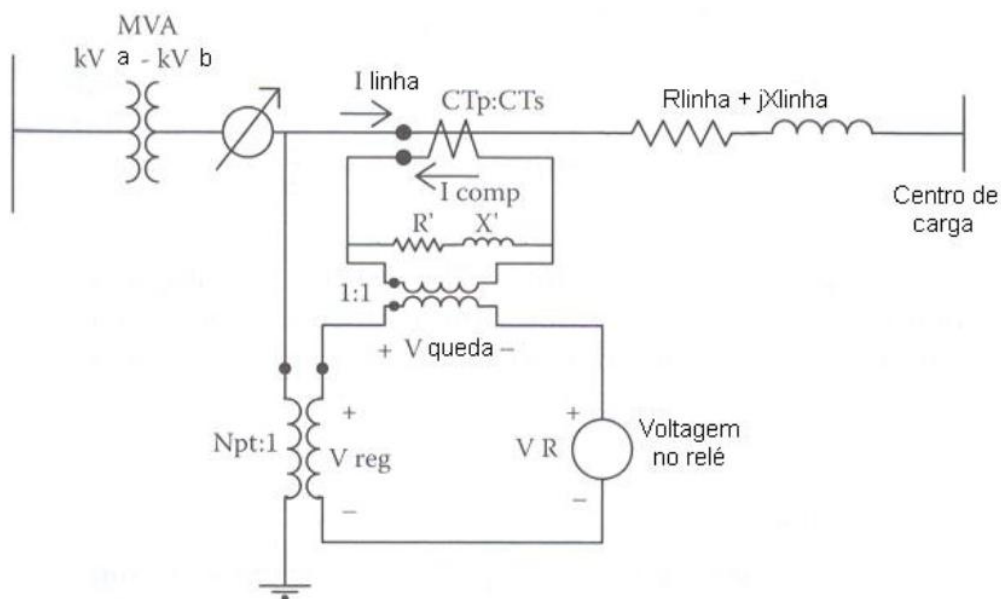 MVA
kV a - kV b
I linha
CTp:CTs
Rlinha + jXlinha
I comp
Centro de
carga
R' X'
1:1
+ V queda −
Npt:1
+
V reg
−
+
V R
−
Voltagem
no relé